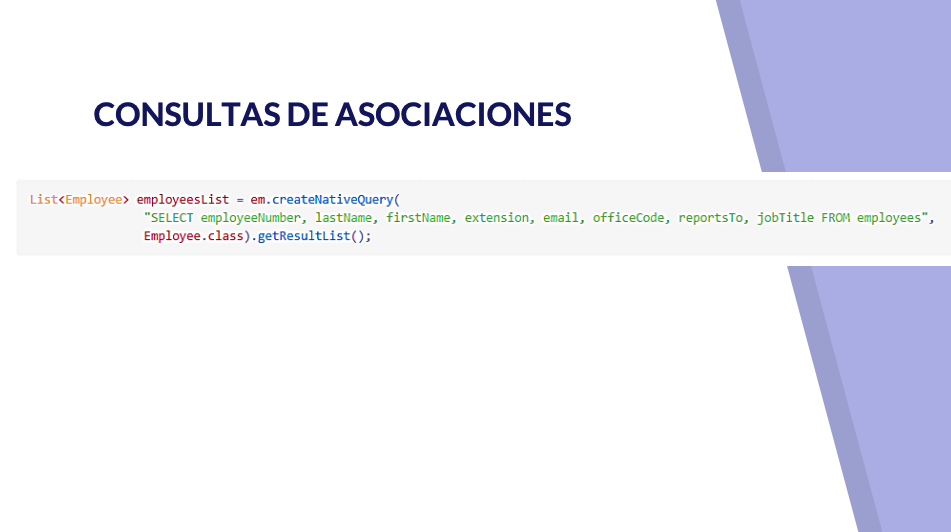 CONSULTAS DE ASOCIACIONES
List<Employee> employeesList = em.createNativeQuery(
"SELECT employeeNumber, lastName, firstName, extension, email, officeCode, reportsTo, jobTitle FROM employees",
Employee.class).getResultList();